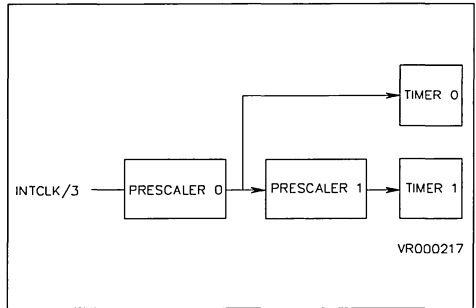 TIMER 0
INTCLK/3
PRESCALER 0
PRESCALER 1
TIMER 1
VR000217